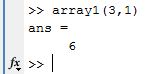 >> array1(3,1)
ans =
6
fx >>